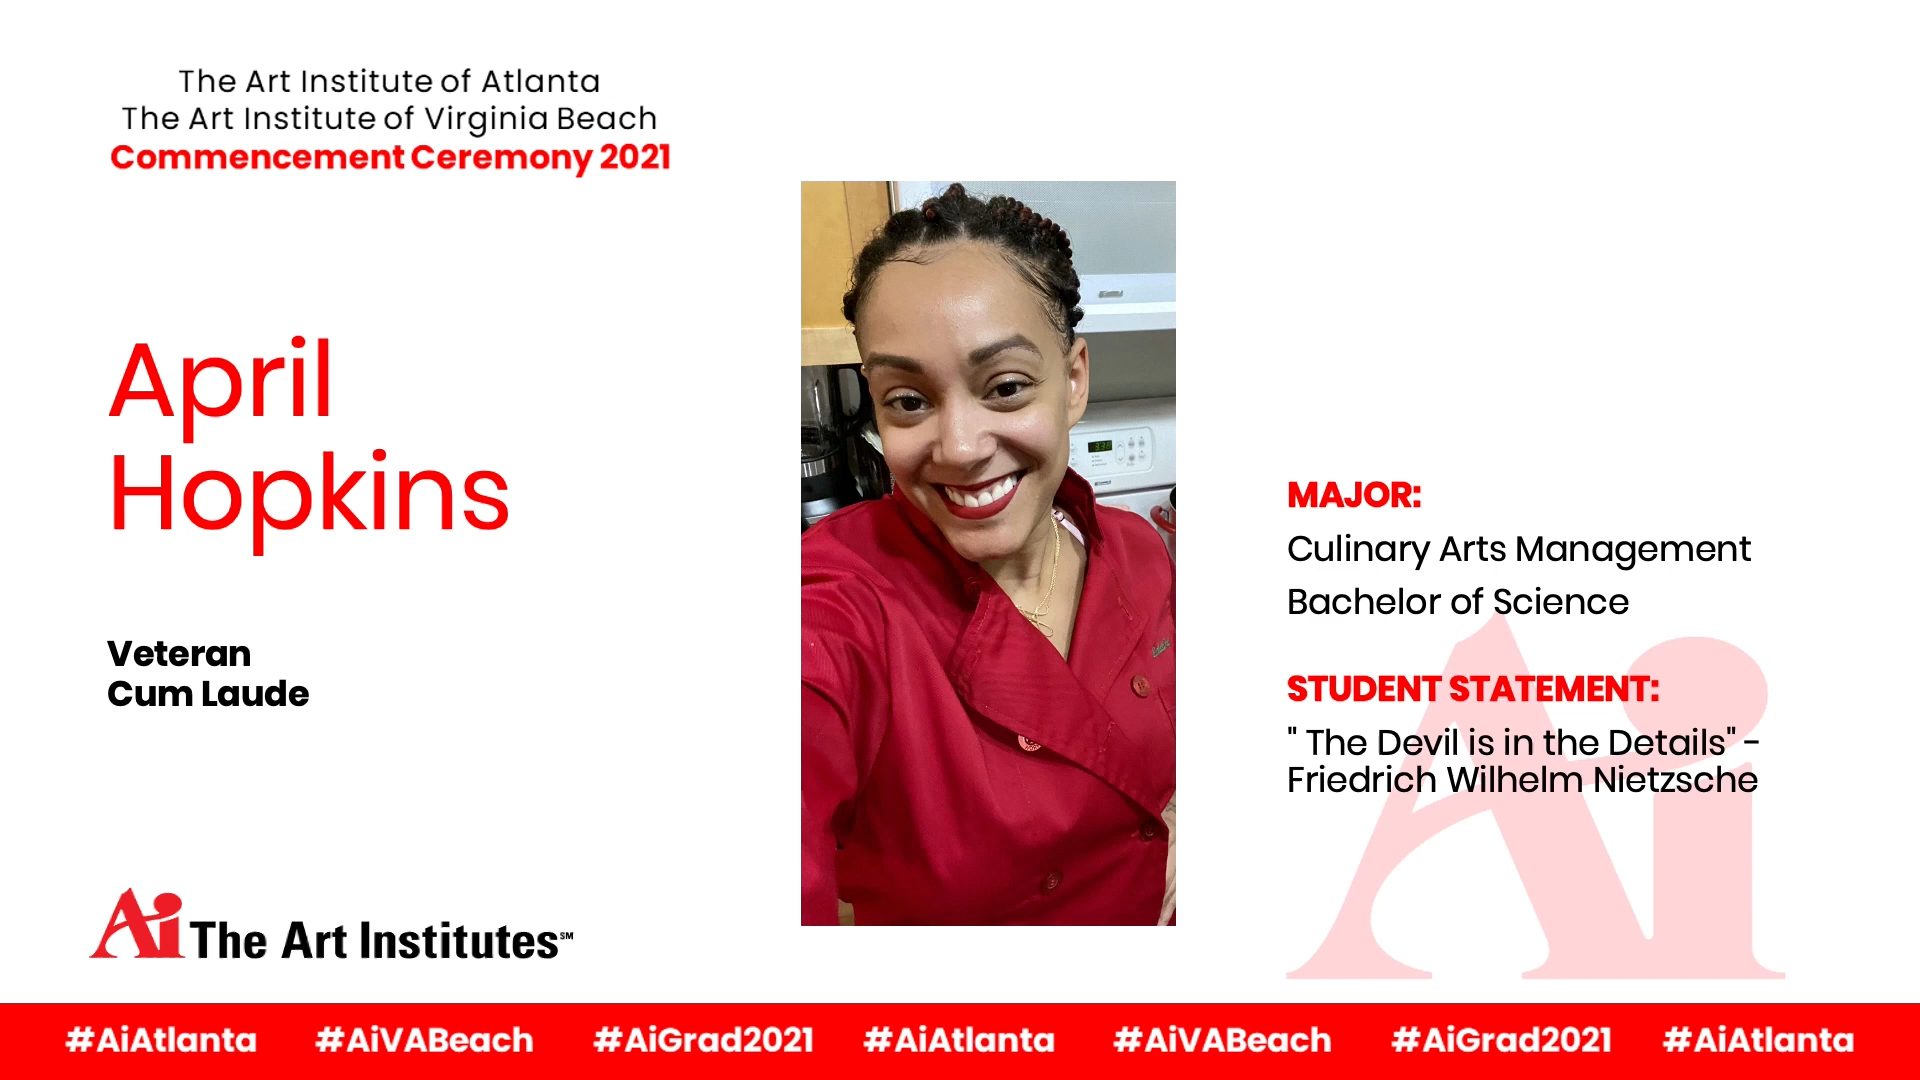 The Art Institute of Atlanta
The Art Institute of Virginia Beach
Commencement Ceremony 2021
April
Hopkins
Veteran
Cum Laude
MAJOR:
Culinary Arts Management
Bachelor of Science
STUDENT STATEMENT:
" The Devil is in the Details" -
Friedrich Wilhelm Nietzsche
Ai
Ai The Art Institutes℠
#AiAtlanta #AiVABeach #AiGrad2021 #AiAtlanta #AiVABeach #AiGrad2021 #AiAtlanta